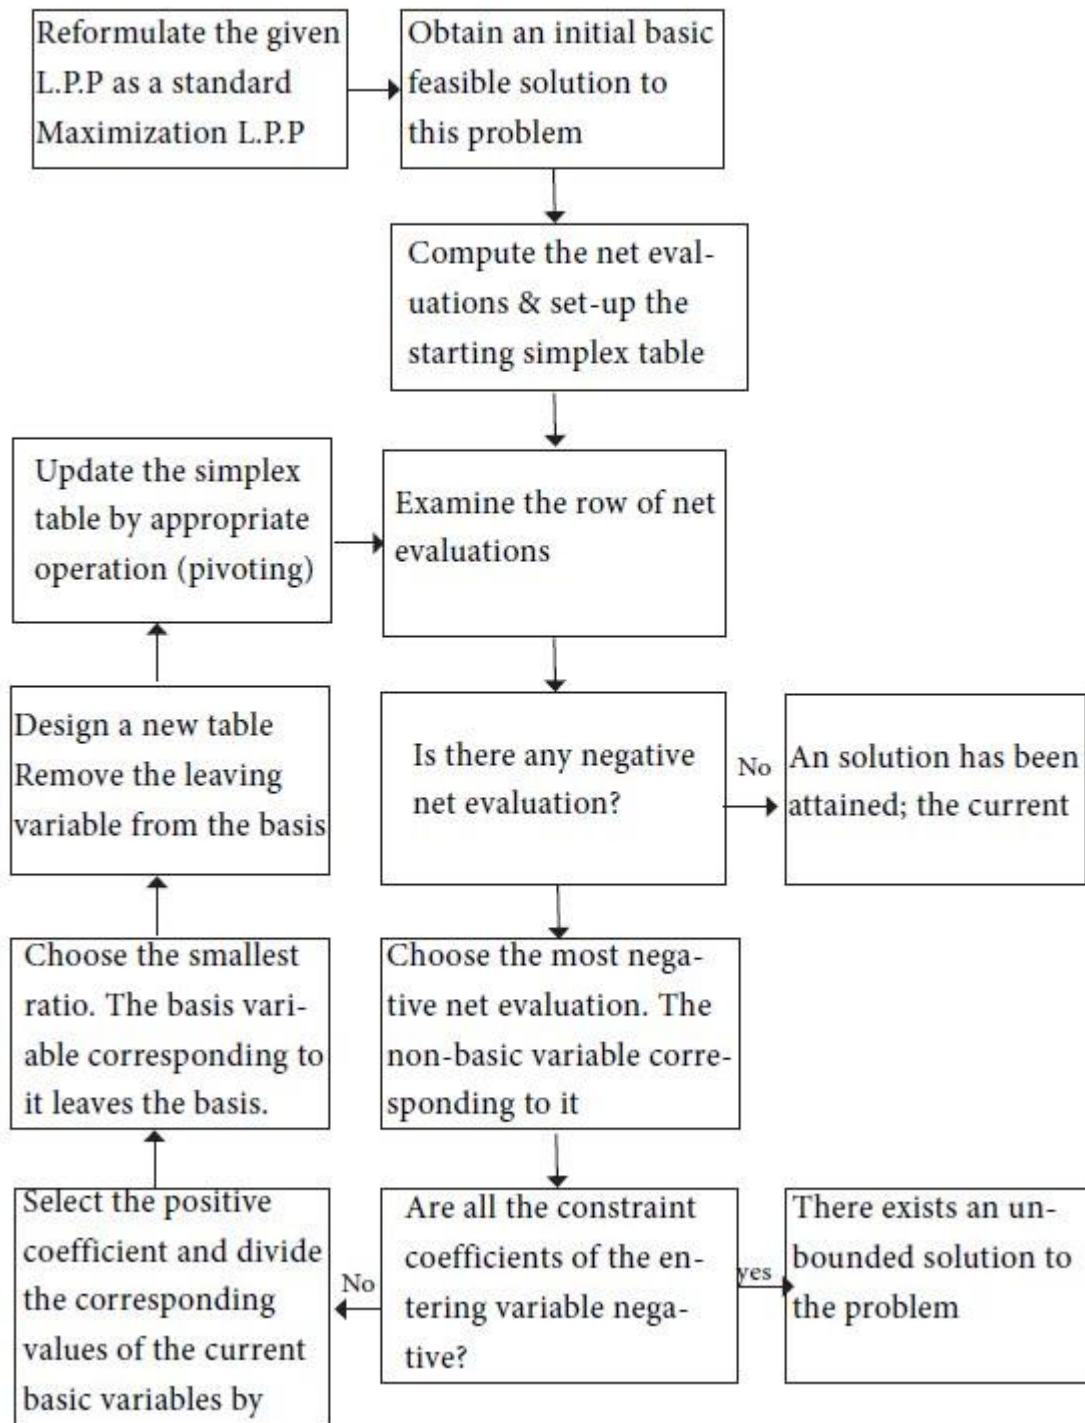 Reformulate the given
L.P.P as a standard
Maximization L.P.P
Obtain an initial basic
feasible solution to
this problem
Compute the net eval-
uations & set-up the
starting simplex table
Update the simplex
table by appropriate
operation (pivoting)
Examine the row of net
evaluations
Design a new table
Remove the leaving
variable from the basis
Is there any negative
net evaluation?
No
An solution has been
attained; the current
Choose the smallest
ratio. The basis vari-
able corresponding to
it leaves the basis.
Choose the most nega-
tive net evaluation. The
non-basic variable corre-
sponding to it
Select the positive
coefficient and divide
the corresponding
values of the current
basic variables by
No
Are all the constraint
coefficients of the en-
tering variable nega-
tive?
yes
There exists an un-
bounded solution to
the problem